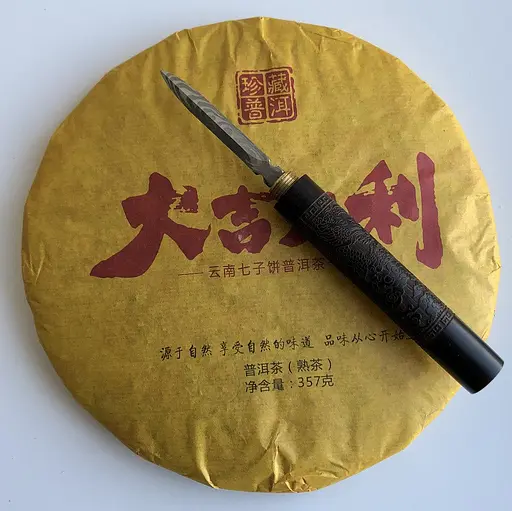 珍藏
普洱
犬吉 利
—— 云南七子饼普洱茶
源于自然 享受自然的味道 品味从心开始
普洱茶（熟茶）
净含量：357克